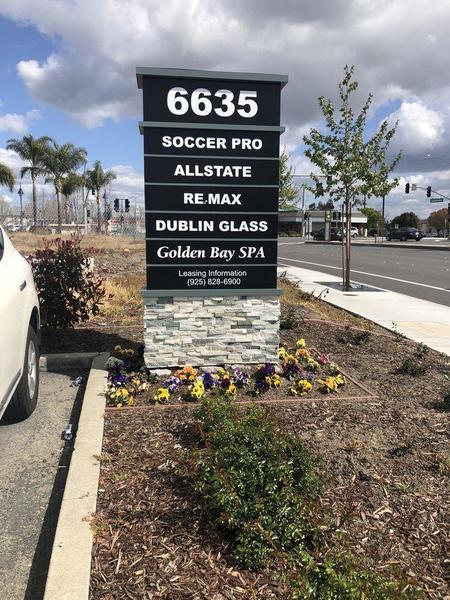 6635
SOCCER PRO
ALLSTATE
RE/MAX
DUBLIN GLASS
Golden Bay SPA
Leasing Information
(925) 828-6900